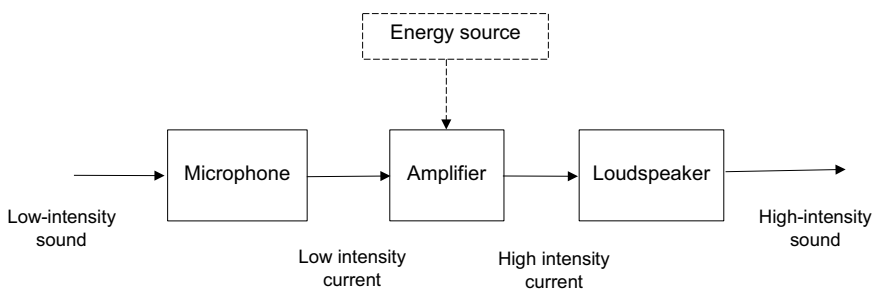 Energy source
Microphone
Amplifier
Loudspeaker
Low-intensity
sound
High-intensity
sound
Low intensity
current
High intensity
current